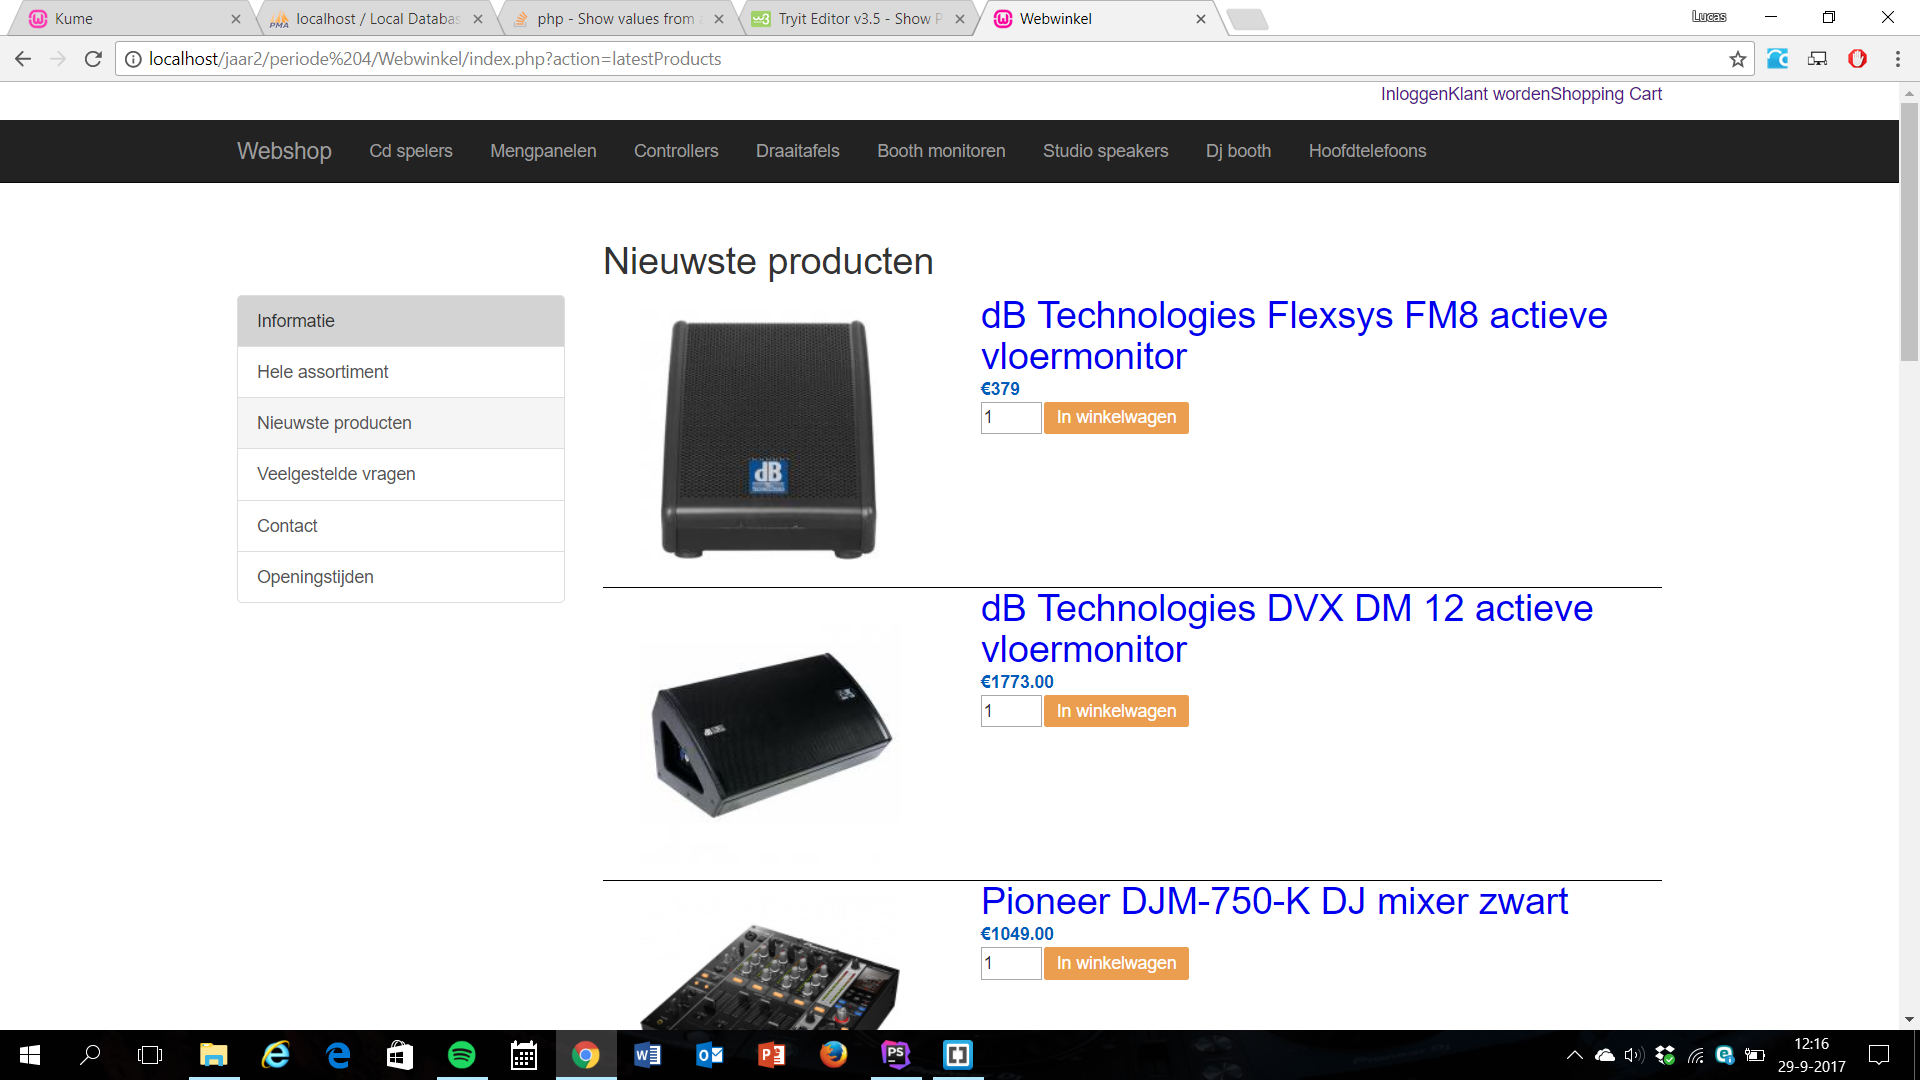 Kume
localhost / Local Databas
php - Show values from a
Tryit Editor v3.5 - Show P
Webwinkel
Lucas
localhost/jaar2/periode%204/Webwinkel/index.php?action=latestProducts
InloggenKlant wordenShopping Cart
Webshop Cd spelers Mengpanelen Controllers Draaitafels Booth monitoren Studio speakers Dj booth Hoofdtelefoons
Nieuwste producten
Informatie
Hele assortiment
Nieuwste producten
Veelgestelde vragen
Contact
Openingstijden
dB Technologies Flexsys FM8 actieve
vloermonitor
€379
1 In winkelwagen
dB
dB Technologies DVX DM 12 actieve
vloermonitor
€1773.00
1 In winkelwagen
Pioneer DJM-750-K DJ mixer zwart
€1049.00
1 In winkelwagen
12:16
29-9-2017